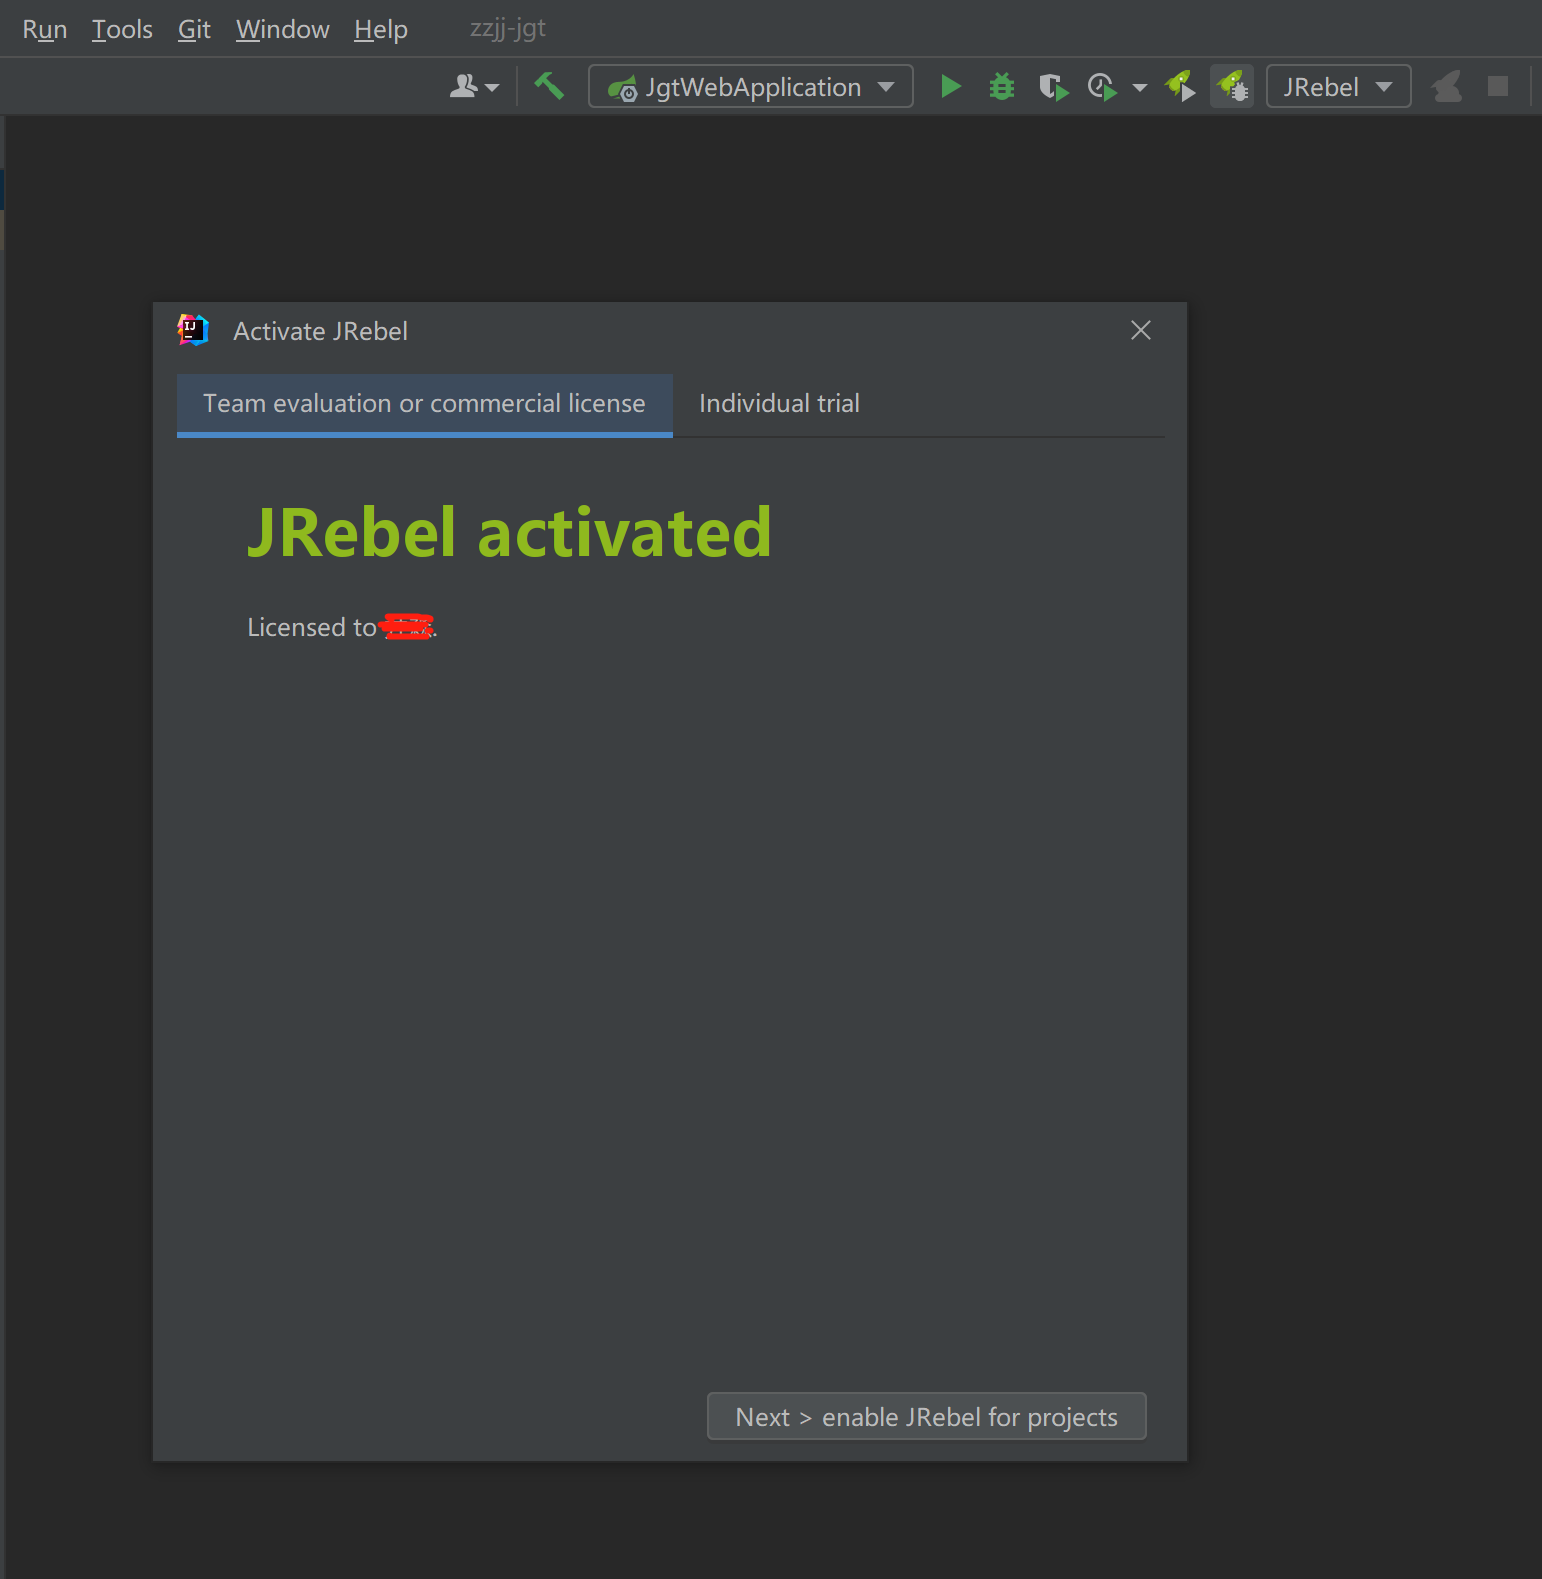 Run Tools Git Window Help zzjj-jgt
JgtWebApplication JRebel
IJ Activate JRebel
Team evaluation or commercial license Individual trial
JRebel activated
Licensed to .
Next > enable JRebel for projects